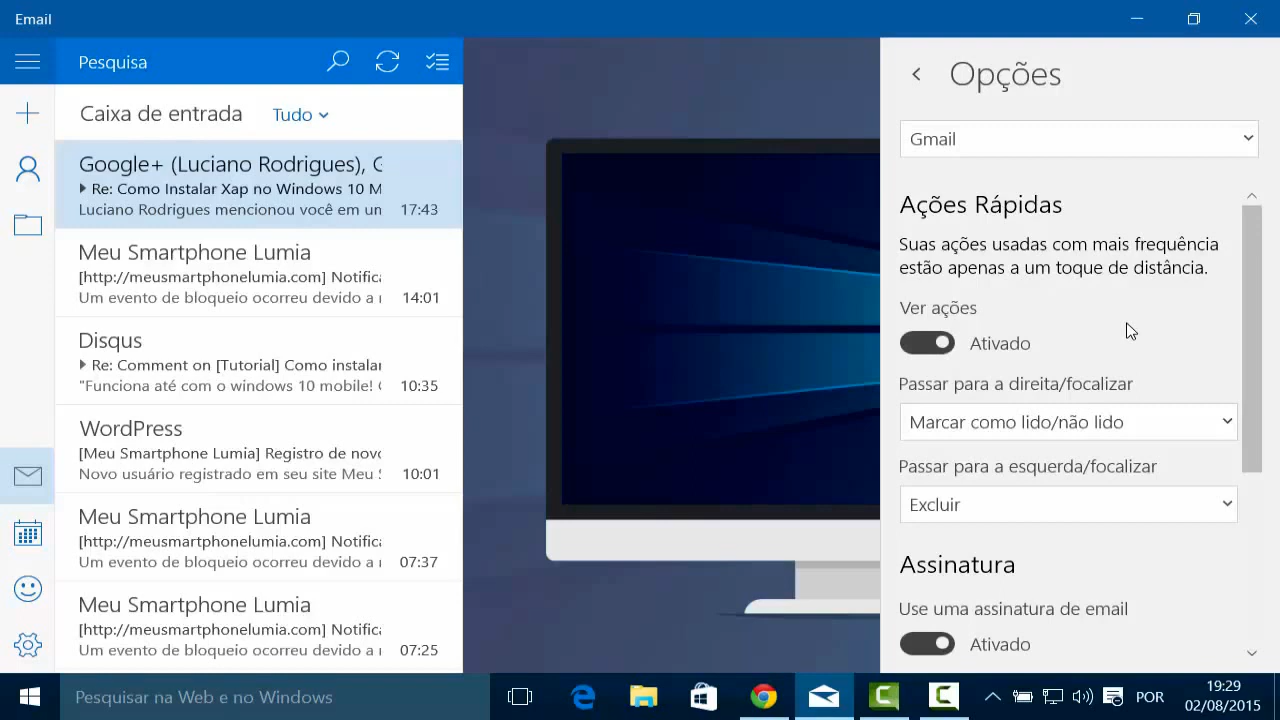 Email
Pesquisa
Caixa de entrada Tudo
Google+ (Luciano Rodrigues), G
Re: Como Instalar Xap no Windows 10 M
Luciano Rodrigues mencionou você em un 17:43
Meu Smartphone Lumia
[http://meusmartphonelumia.com] Notifica
Um evento de bloqueio ocorreu devido a r 14:01
Disqus
Re: Comment on [Tutorial] Como instalar
"Funciona até com o windows 10 mobile! ( 10:35
WordPress
[Meu Smartphone Lumia] Registro de novo
Novo usuário registrado em seu site Meu S 10:01
Meu Smartphone Lumia
[http://meusmartphonelumia.com] Notifica
Um evento de bloqueio ocorreu devido a r 07:37
Meu Smartphone Lumia
[http://meusmartphonelumia.com] Notifica
Um evento de bloqueio ocorreu devido a r 07:25
Opções
Gmail
Ações Rápidas
Suas ações usadas com mais frequência
estão apenas a um toque de distância.
Ver ações
Ativado
Passar para a direita/focalizar
Marcar como lido/não lido
Passar para a esquerda/focalizar
Excluir
Assinatura
Use uma assinatura de email
Ativado
Pesquisar na Web e no Windows
POR
19:29
02/08/2015